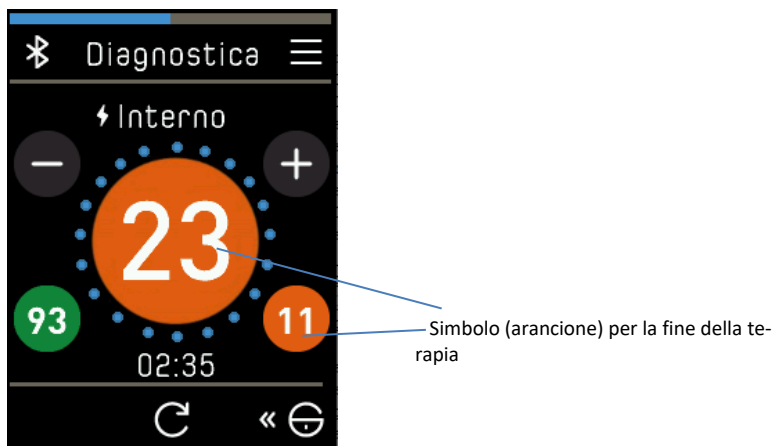 Diagnostica
Interno
23
93
11
Simbolo (arancione) per la fine della te-
rapia
02:35
«